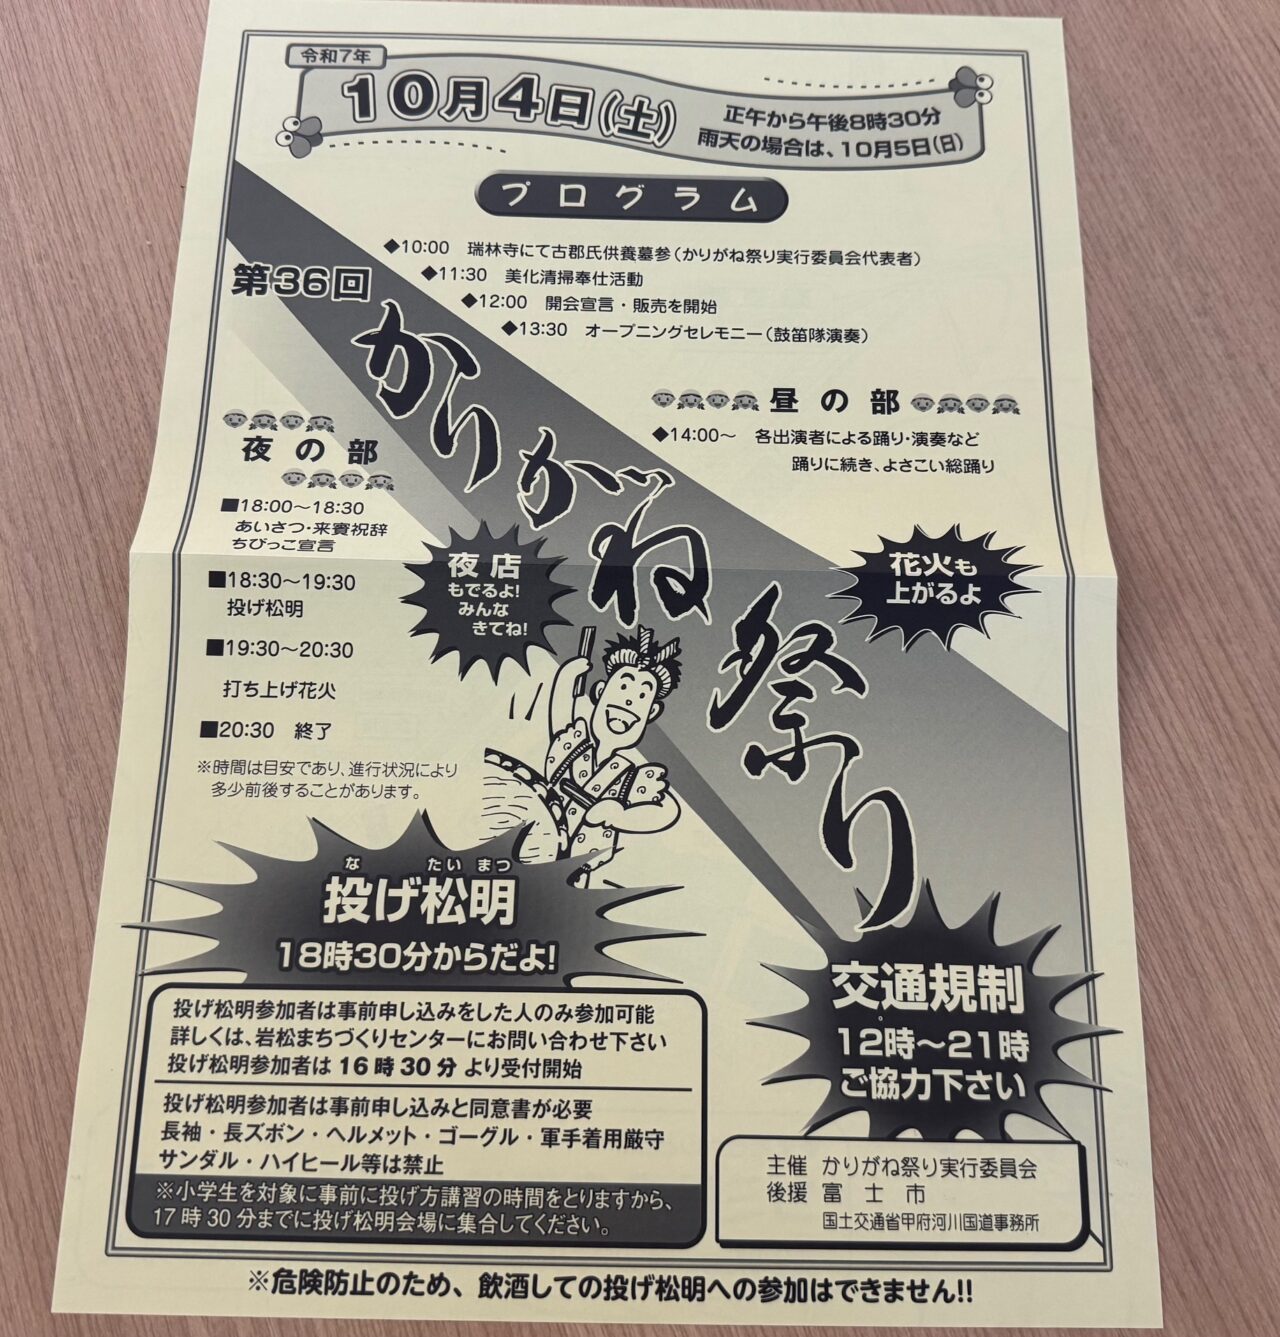 令和7年
10月4日(土)
正午から午後8時30分
雨天の場合は、10月5日(日)
プログラム
◆10:00 瑞林寺にて古郡氏供養墓参(かりがね祭り実行委員会代表者)
◆11:30 美化清掃奉仕活動
◆12:00 開会宣言・販売を開始
◆13:30 オープニングセレモニー(鼓笛隊演奏)
第36回
かりがね祭り
昼の部
◆14:00～ 各出演者による踊り・演奏など
踊りに続き、よさこい総踊り
夜の部
■18:00～18:30
あいさつ・来賓祝辞
ちびっこ宣言
■18:30～19:30
投げ松明
■19:30～20:30
打ち上げ花火
■20:30 終了
※時間は目安であり、進行状況により
多少前後することがあります。
夜店
もでるよ!
みんな
きてね!
花火も
上がるよ
な たいまつ
投げ松明
18時30分からだよ!
投げ松明参加者は事前申し込みをした人のみ参加可能
詳しくは、岩松まちづくりセンターにお問い合わせ下さい
投げ松明参加者は16時30分より受付開始
投げ松明参加者は事前申し込みと同意書が必要
長袖・長ズボン・ヘルメット・ゴーグル・軍手着用厳守
サンダル・ハイヒール等は禁止
※小学生を対象に事前に投げ方講習の時間をとりますから、
17時30分までに投げ松明会場に集合してください。
交通規制
12時～21時
ご協力下さい
主催 かりがね祭り実行委員会
後援 富士市
国土交通省甲府河川国道事務所
※危険防止のため、飲酒しての投げ松明への参加はできません!!